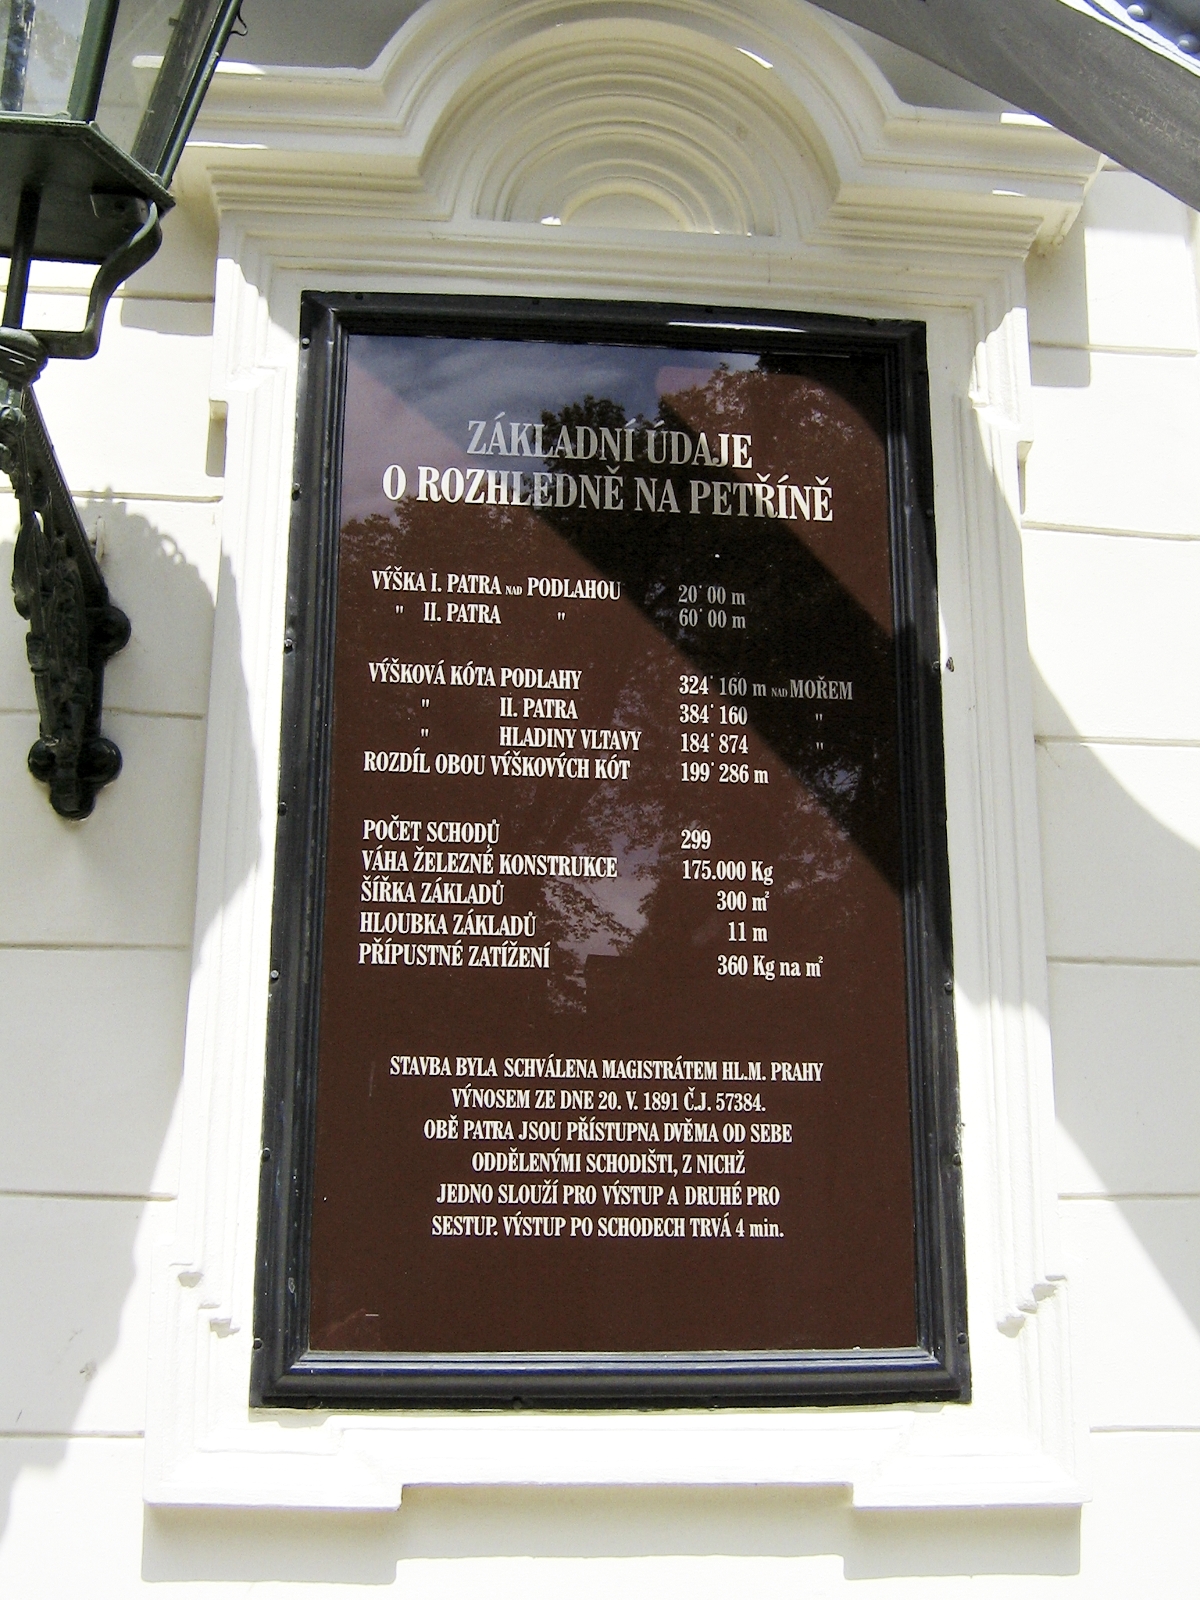 ZÁKLADNÍ ÚDAJE
O ROZHLEDNĚ NA PETŘÍNĚ
VÝŠKA I. PATRA NAD PODLAHOU 20˙00 m
" II. PATRA " 60˙00 m
VÝŠKOVÁ KÓTA PODLAHY 324˙160 m NAD MOŘEM
" II. PATRA 384˙160 "
" HLADINY VLTAVY 184˙874 "
ROZDÍL OBOU VÝŠKOVÝCH KÓT 199˙286 m
POČET SCHODŮ 299
VÁHA ŽELEZNÉ KONSTRUKCE 175.000 Kg
ŠÍŘKA ZÁKLADŮ 300 m²
HLOUBKA ZÁKLADŮ 11 m
PŘÍPUSTNÉ ZATÍŽENÍ 360 Kg na m²
STAVBA BYLA SCHVÁLENA MAGISTRÁTEM HL.M. PRAHY
VÝNOSEM ZE DNE 20. V. 1891 Č.J. 57384.
OBĚ PATRA JSOU PŘÍSTUPNA DVĚMA OD SEBE
ODDĚLENÝMI SCHODIŠTI, Z NICHŽ
JEDNO SLOUŽÍ PRO VÝSTUP A DRUHÉ PRO
SESTUP. VÝSTUP PO SCHODECH TRVÁ 4 min.